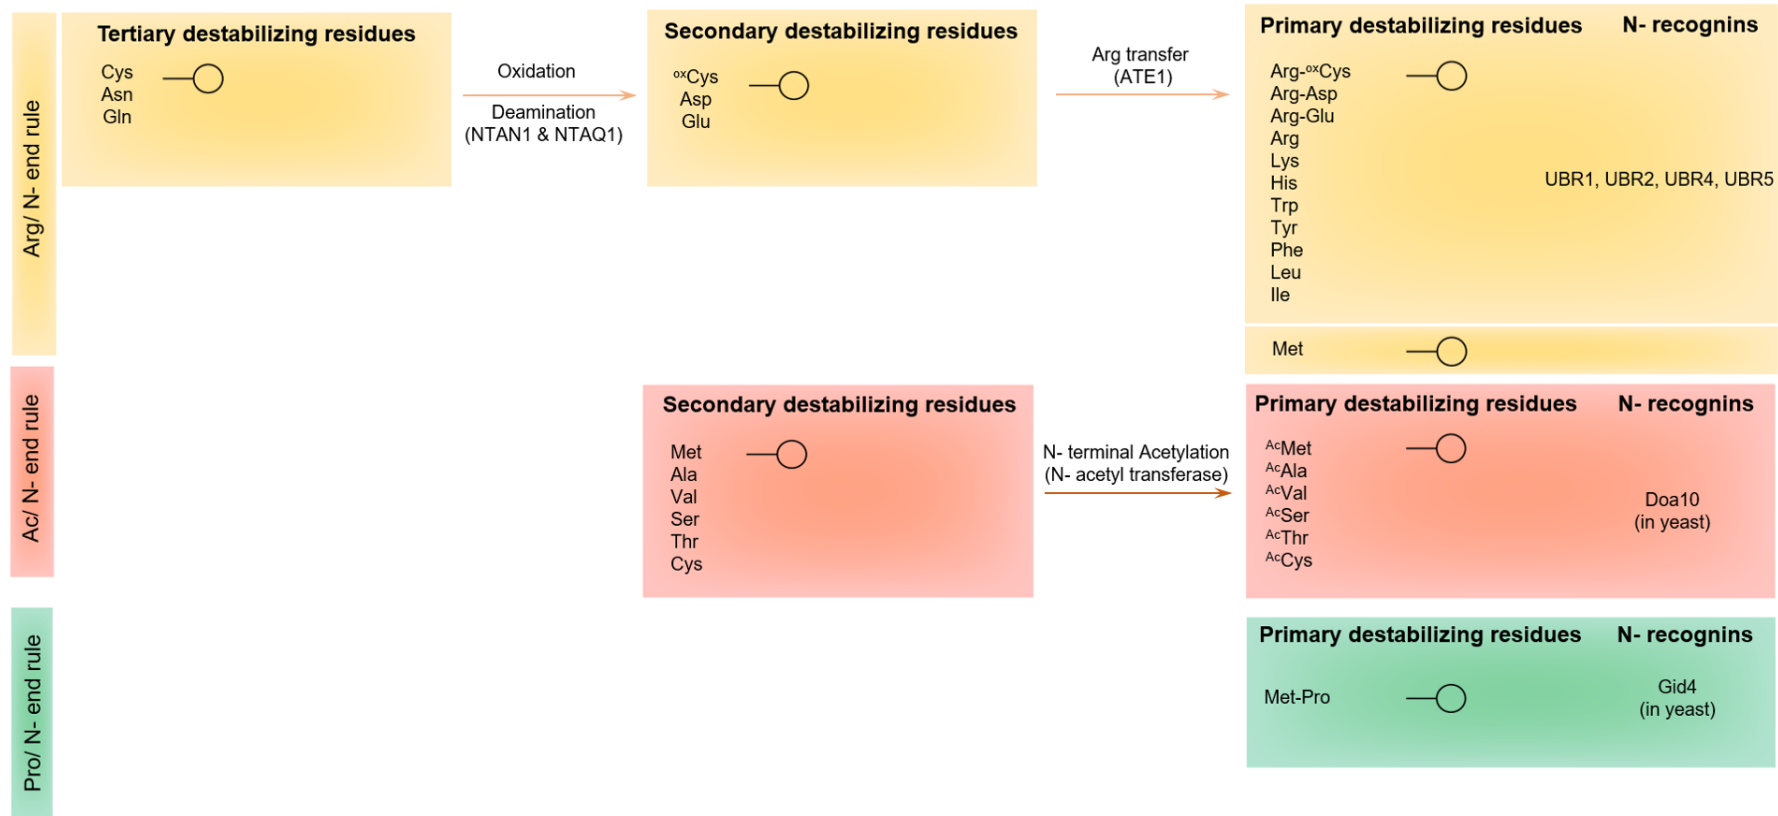 Arg/ N- end rule
Tertiary destabilizing residues
Cys
Asn
Gln
Oxidation
Deamination
(NTAN1 & NTAQ1)
Secondary destabilizing residues
oxCys
Asp
Glu
Arg transfer
(ATE1)
Primary destabilizing residues N- recognins
Arg-oxCys
Arg-Asp
Arg-Glu
Arg
Lys
His
Trp
Tyr
Phe
Leu
Ile
UBR1, UBR2, UBR4, UBR5
Met
Ac/ N- end rule
Secondary destabilizing residues
Met
Ala
Val
Ser
Thr
Cys
N- terminal Acetylation
(N- acetyl transferase)
Primary destabilizing residues N- recognins
AcMet
AcAla
AcVal
AcSer
AcThr
AcCys
Doa10
(in yeast)
Pro/ N- end rule
Primary destabilizing residues N- recognins
Met-Pro
Gid4
(in yeast)